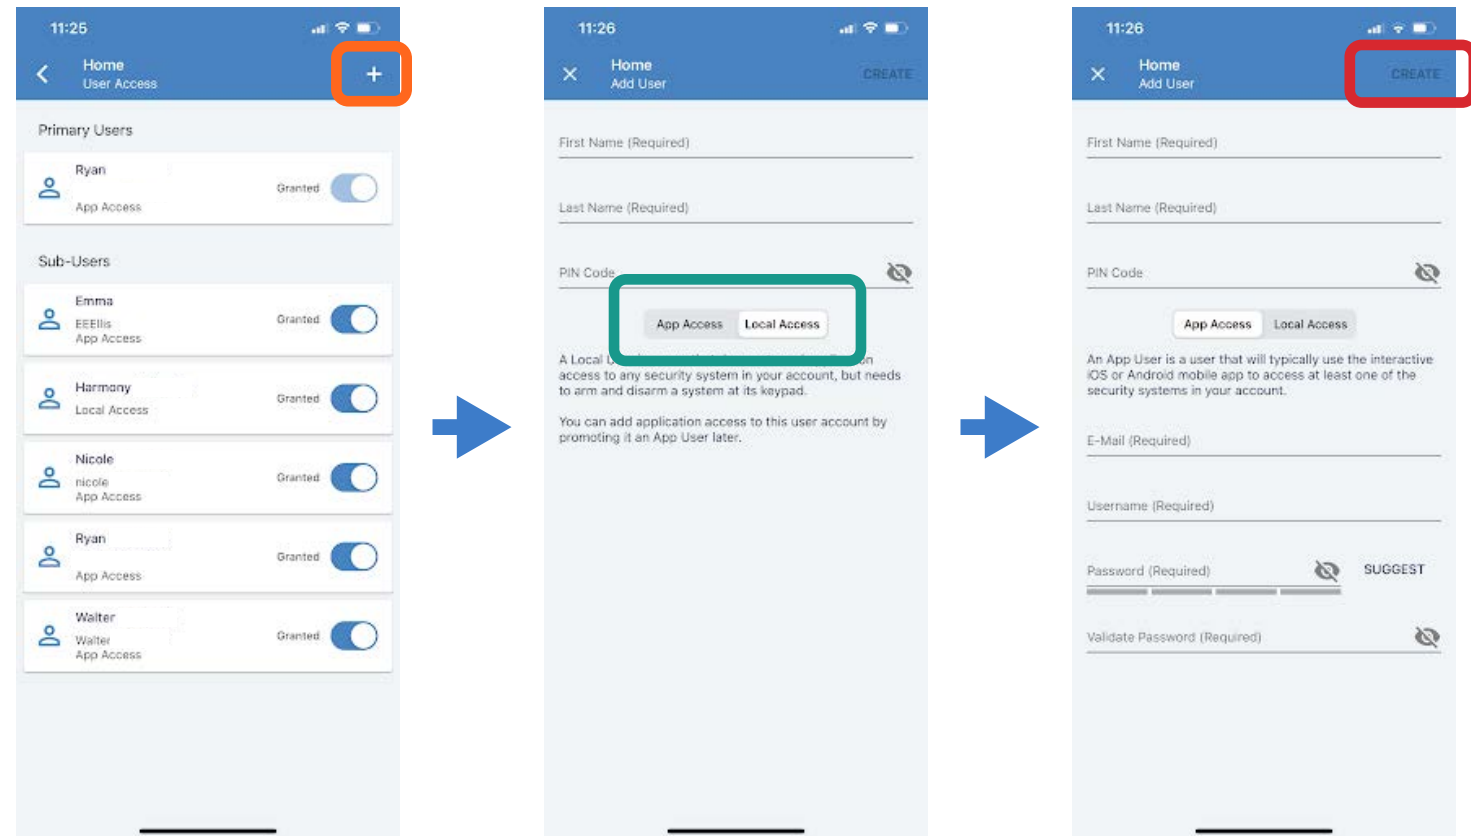 11:25
Home
User Access
+
Primary Users
Ryan
Granted
App Access
Sub-Users
Emma
EEEllis
App Access
Granted
Harmony
Local Access
Granted
Nicole
nicole
App Access
Granted
Ryan
App Access
Granted
Walter
Walter
App Access
Granted
11:26
Home
Add User
CREATE
First Name (Required)
Last Name (Required)
PIN Code
App Access Local Access
A Local
access to any security system in your account, but needs
to arm and disarm a system at its keypad.
You can add application access to this user account by
promoting it an App User later.
11:26
Home
Add User
CREATE
First Name (Required)
Last Name (Required)
PIN Code
App Access Local Access
An App User is a user that will typically use the interactive
iOS or Android mobile app to access at least one of the
security systems in your account.
E-Mail (Required)
Username (Required)
Password (Required)
SUGGEST
Validate Password (Required)